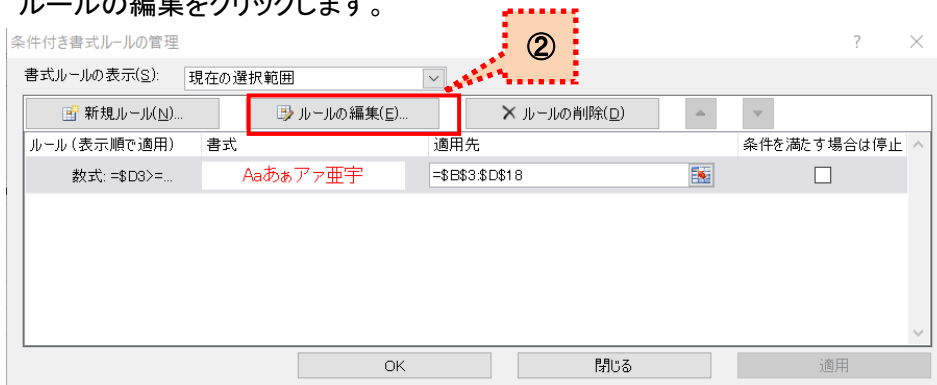 ルールの編集をクリックします。
②
条件付き書式ルールの管理 ? ×
書式ルールの表示(S): 現在の選択範囲
新規ルール(N)... ルールの編集(E)... ルールの削除(D)
ルール (表示順で適用) 書式 適用先 条件を満たす場合は停止
数式: =$D3>=... Aaあぁアァ亜宇 =$B$3:$D$18
OK 閉じる 適用